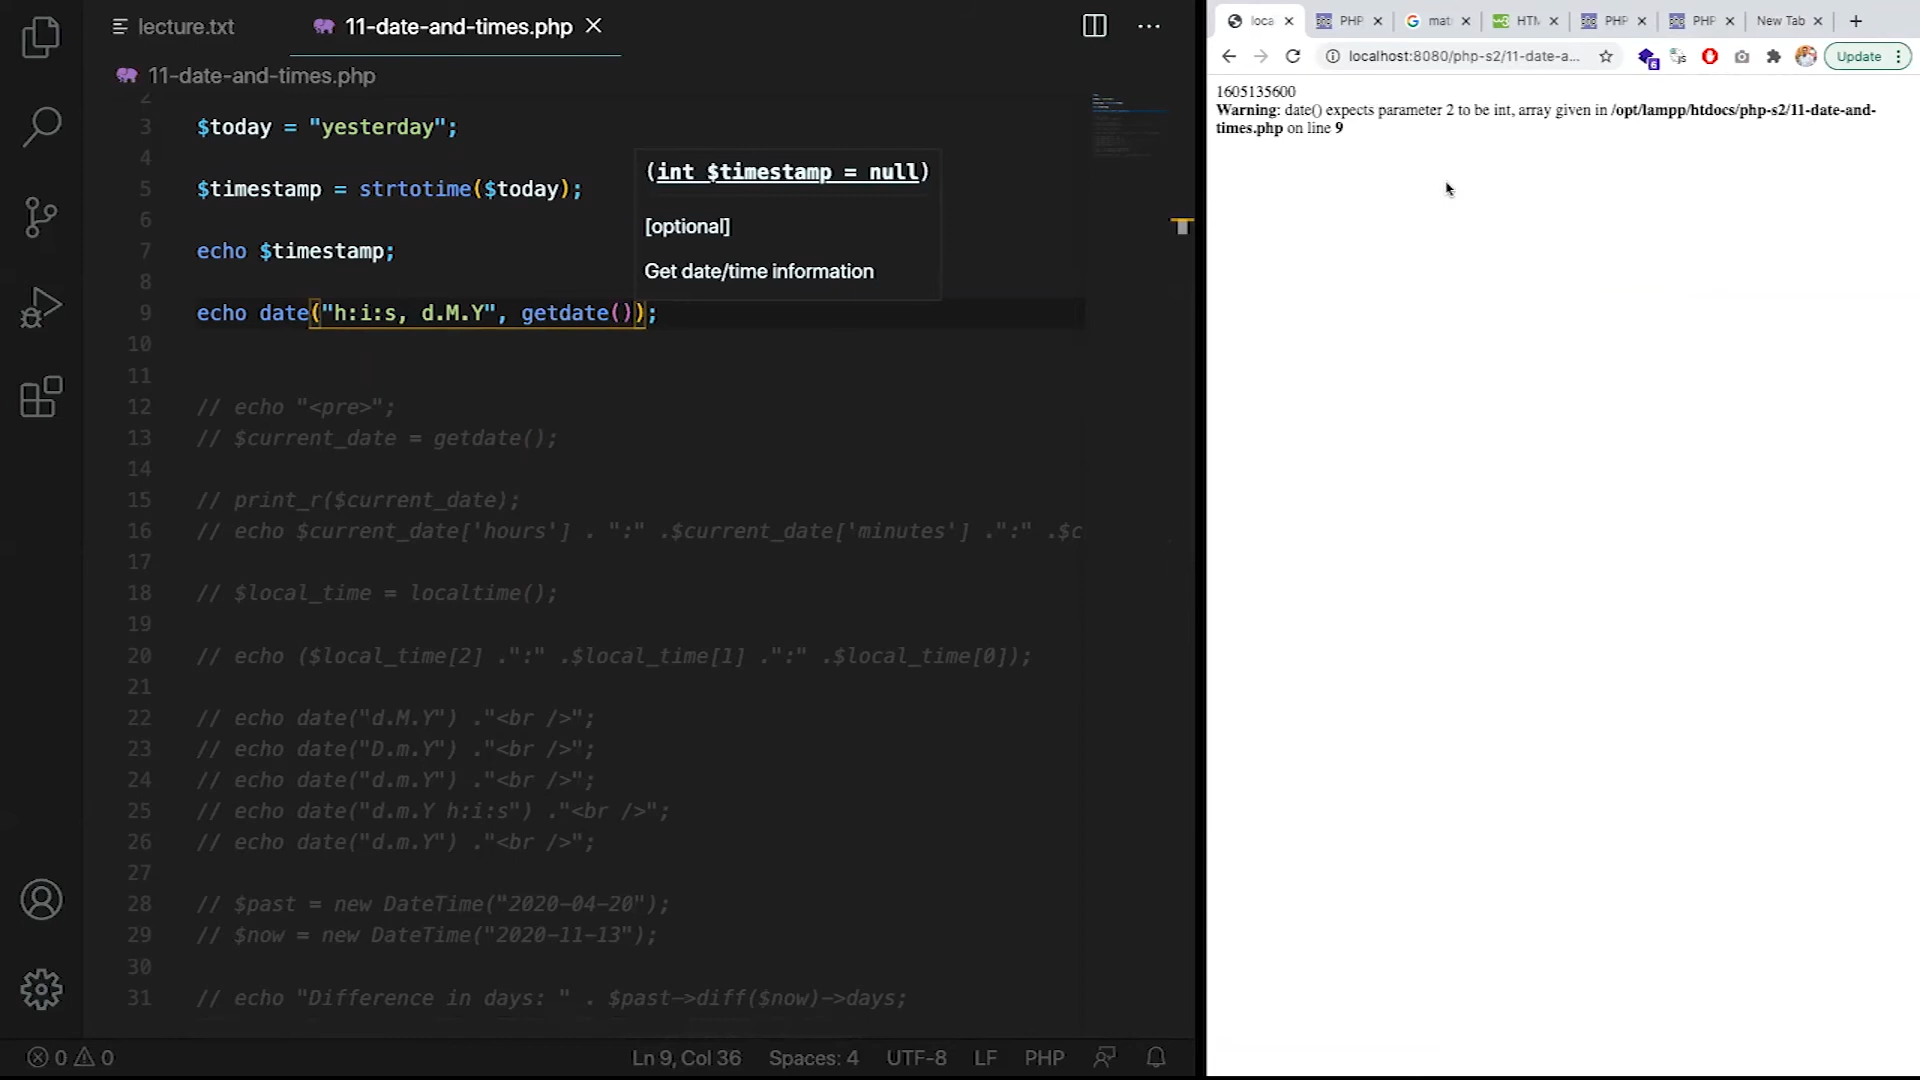 lecture.txt
11-date-and-times.php
11-date-and-times.php
2
3 $today = "yesterday";
4
5 $timestamp = strtotime($today);
6
7 echo $timestamp;
8
9 echo date("h:i:s, d.M.Y", getdate());
10
11
12 // echo "<pre>";
13 // $current_date = getdate();
14
15 // print_r($current_date);
16 // echo $current_date['hours'] . ":" .$current_date['minutes'] .":" .$c
17
18 // $local_time = localtime();
19
20 // echo ($local_time[2] .":" .$local_time[1] .":" .$local_time[0]);
21
22 // echo date("d.M.Y") ."<br />";
23 // echo date("D.m.Y") ."<br />";
24 // echo date("d.m.Y") ."<br />";
25 // echo date("d.m.Y h:i:s") ."<br />";
26 // echo date("d.m.Y") ."<br />";
27
28 // $past = new DateTime("2020-04-20");
29 // $now = new DateTime("2020-11-13");
30
31 // echo "Difference in days: " . $past->diff($now)->days;
(int $timestamp = null)
[optional]
Get date/time information
0 0
Ln 9, Col 36 Spaces: 4 UTF-8 LF PHP
loca PHP mat HTM PHP PHP New Tab
localhost:8080/php-s2/11-date-a...
6
Update
1605135600
Warning: date() expects parameter 2 to be int, array given in /opt/lampp/htdocs/php-s2/11-date-and-
times.php on line 9